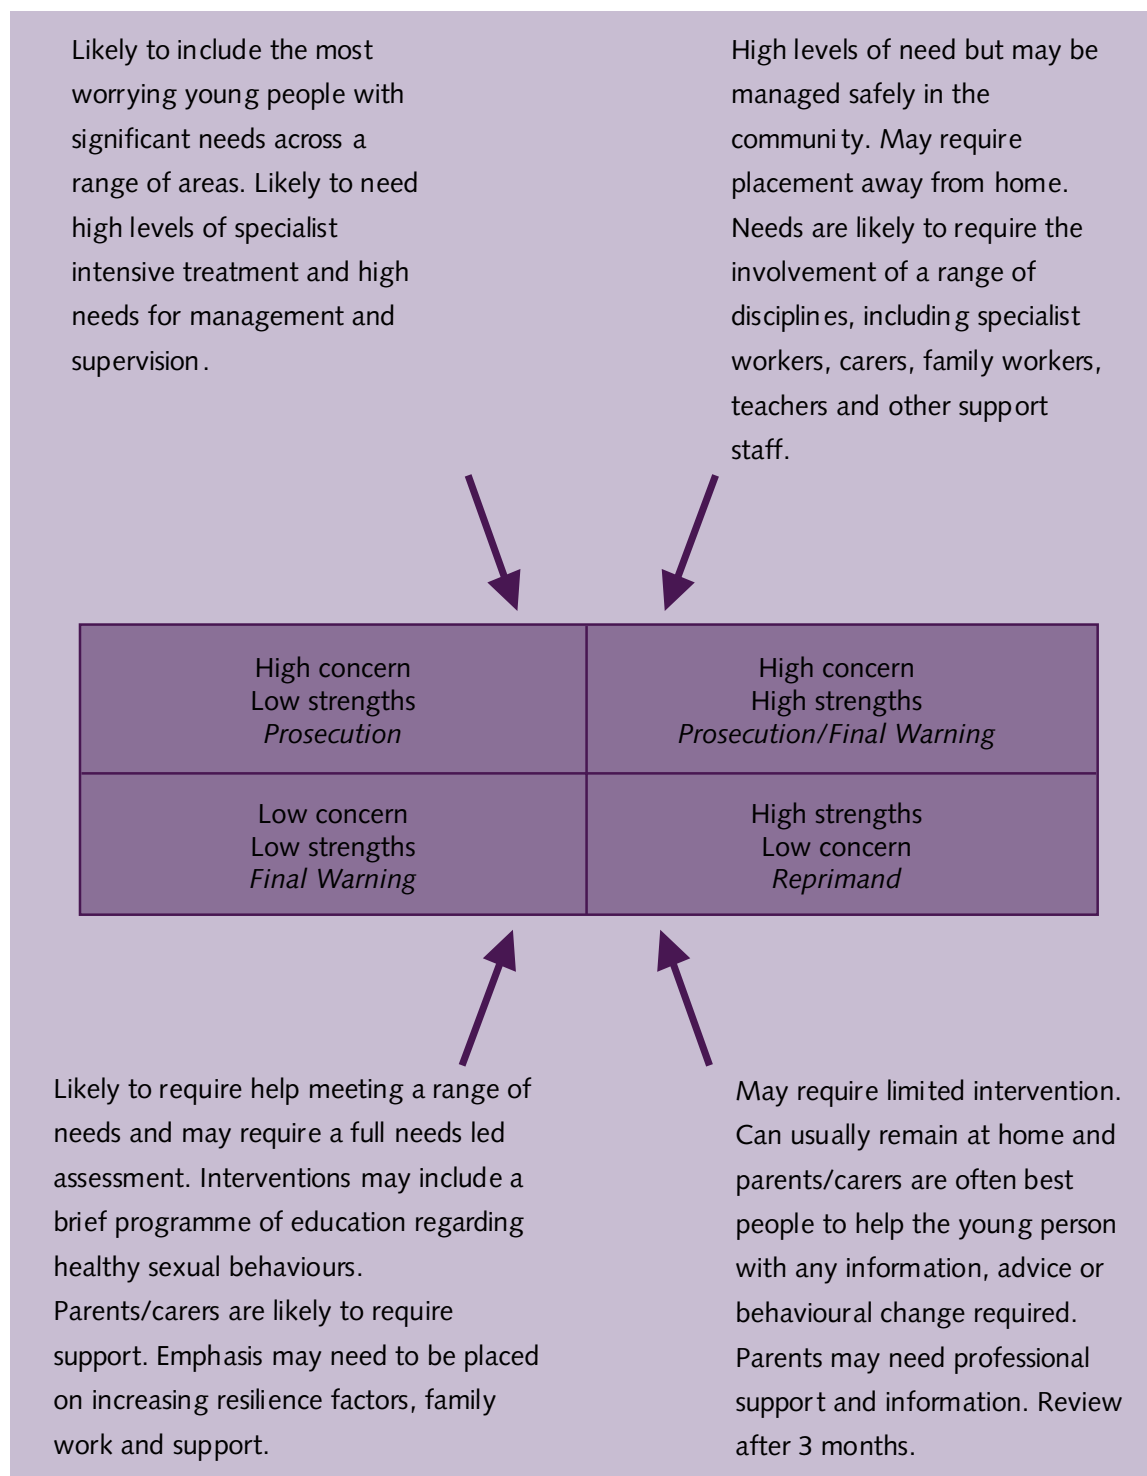 Likely to include the most
worrying young people with
significant needs across a
range of areas. Likely to need
high levels of specialist
intensive treatment and high
needs for management and
supervision.
High levels of need but may be
managed safely in the
community. May require
placement away from home.
Needs are likely to require the
involvement of a range of
disciplines, including specialist
workers, carers, family workers,
teachers and other support
staff.
High concern
Low strengths
Prosecution
High concern
High strengths
Prosecution/Final Warning
Low concern
Low strengths
Final Warning
High strengths
Low concern
Reprimand
Likely to require help meeting a range of
needs and may require a full needs led
assessment. Interventions may include a
brief programme of education regarding
healthy sexual behaviours.
Parents/carers are likely to require
support. Emphasis may need to be placed
on increasing resilience factors, family
work and support.
May require limited intervention.
Can usually remain at home and
parents/carers are often best
people to help the young person
with any information, advice or
behavioural change required.
Parents may need professional
support and information. Review
after 3 months.